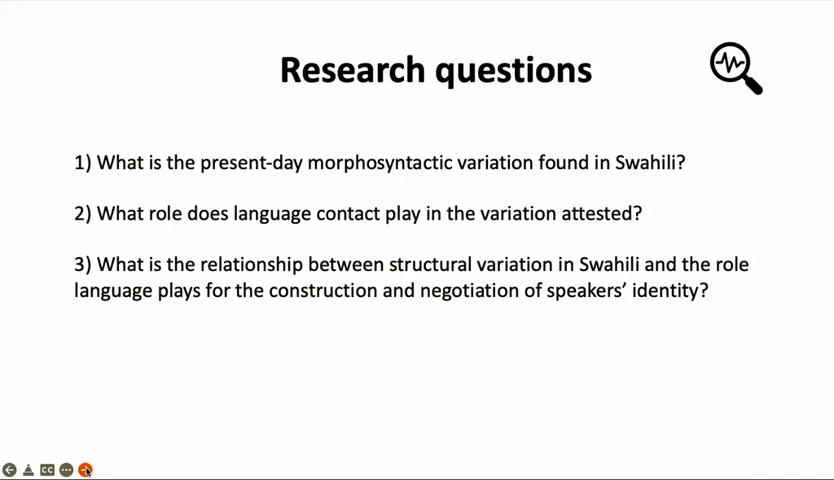 Research questions
1) What is the present-day morphosyntactic variation found in Swahili?
2) What role does language contact play in the variation attested?
3) What is the relationship between structural variation in Swahili and the role
language plays for the construction and negotiation of speakers’ identity?
CC